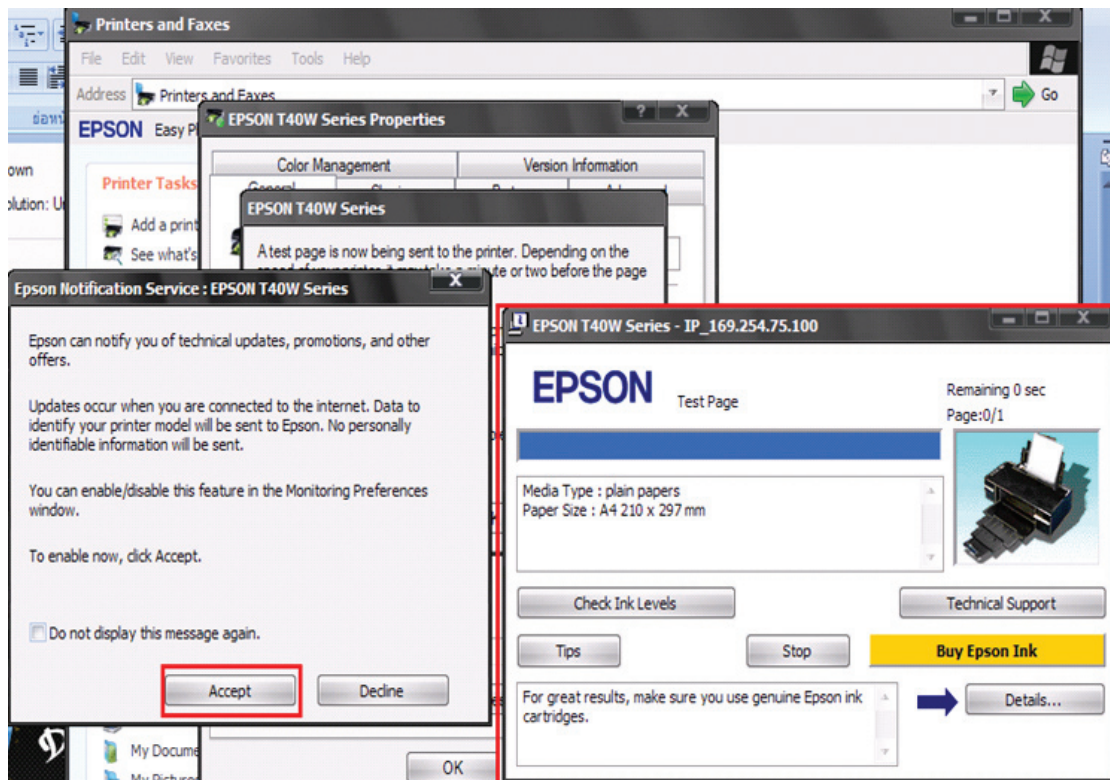 Printers and Faxes
File Edit View Favorites Tools Help
Address Printers and Faxes
Go
EPSON Easy P
EPSON T40W Series Properties
Color Management
Version Information
General
own
olution: U
Printer Tasks
Add a print
See what's
EPSON T40W Series
A test page is now being sent to the printer. Depending on the
speed of your printer, it may take a minute or two before the page
Epson Notification Service : EPSON T40W Series
Epson can notify you of technical updates, promotions, and other
offers.
Updates occur when you are connected to the internet. Data to
identify your printer model will be sent to Epson. No personally
identifiable information will be sent.
You can enable/disable this feature in the Monitoring Preferences
window.
To enable now, click Accept.
Do not display this message again.
Accept
Decline
EPSON T40W Series - IP_169.254.75.100
EPSON
Test Page
Remaining 0 sec
Page:0/1
Media Type : plain papers
Paper Size : A4 210 x 297 mm
Check Ink Levels
Technical Support
Tips
Stop
Buy Epson Ink
For great results, make sure you use genuine Epson ink
cartridges.
Details...
My Docume
My Pictures
OK